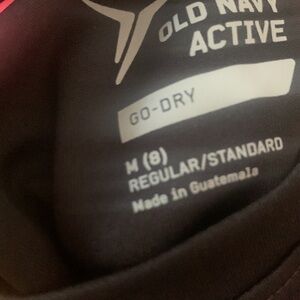 OLD NAVY
ACTIVE
GO-DRY
M (8)
REGULAR/STANDARD
Made in Guatemala